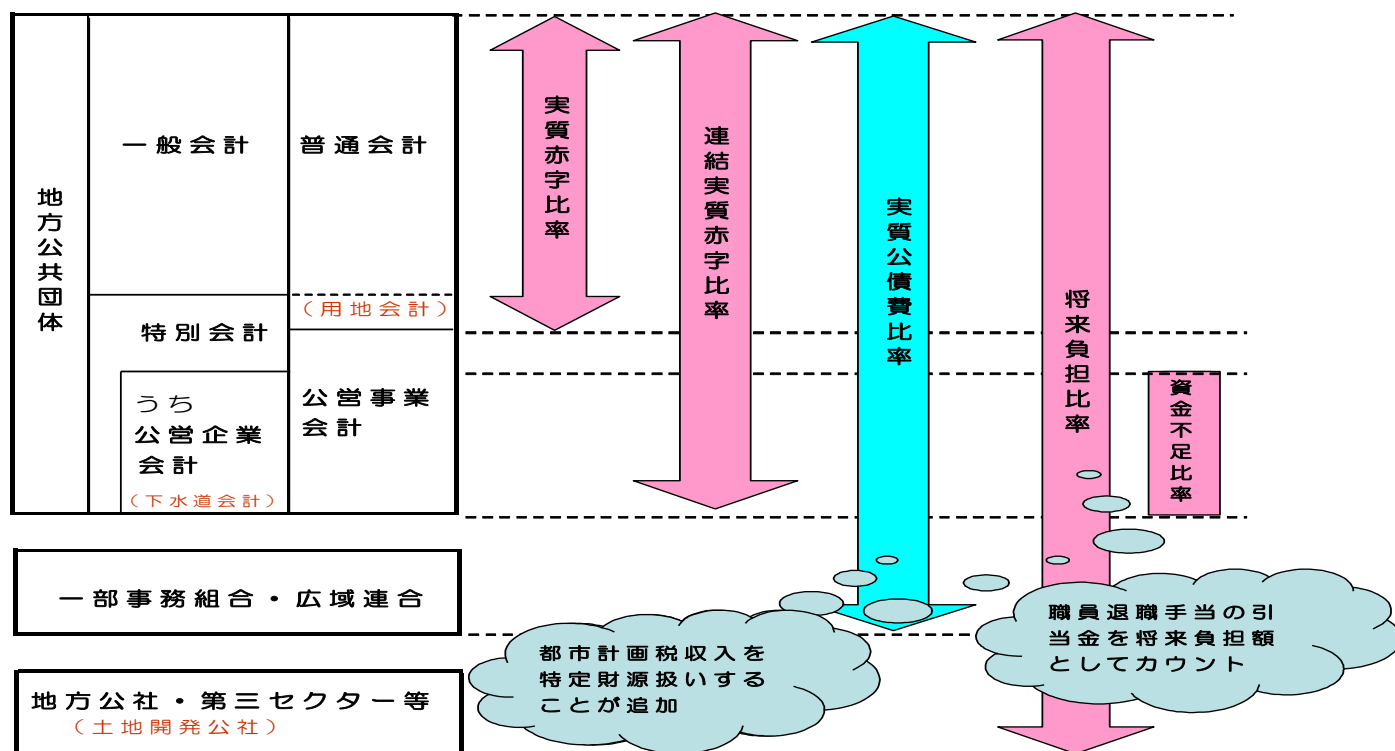 地方公共団体
一般会計
普通会計
（用地会計）
特別会計
うち
公営企業
会計
（下水道会計）
公営事業
会計
実質赤字比率
連結実質赤字比率
実質公債費比率
将来負担比率
資金不足比率
一部事務組合・広域連合
地方公社・第三セクター等
（土地開発公社）
都市計画税収入を
特定財源扱いする
ことが追加
職員退職手当の引
当金を将来負担額
としてカウント